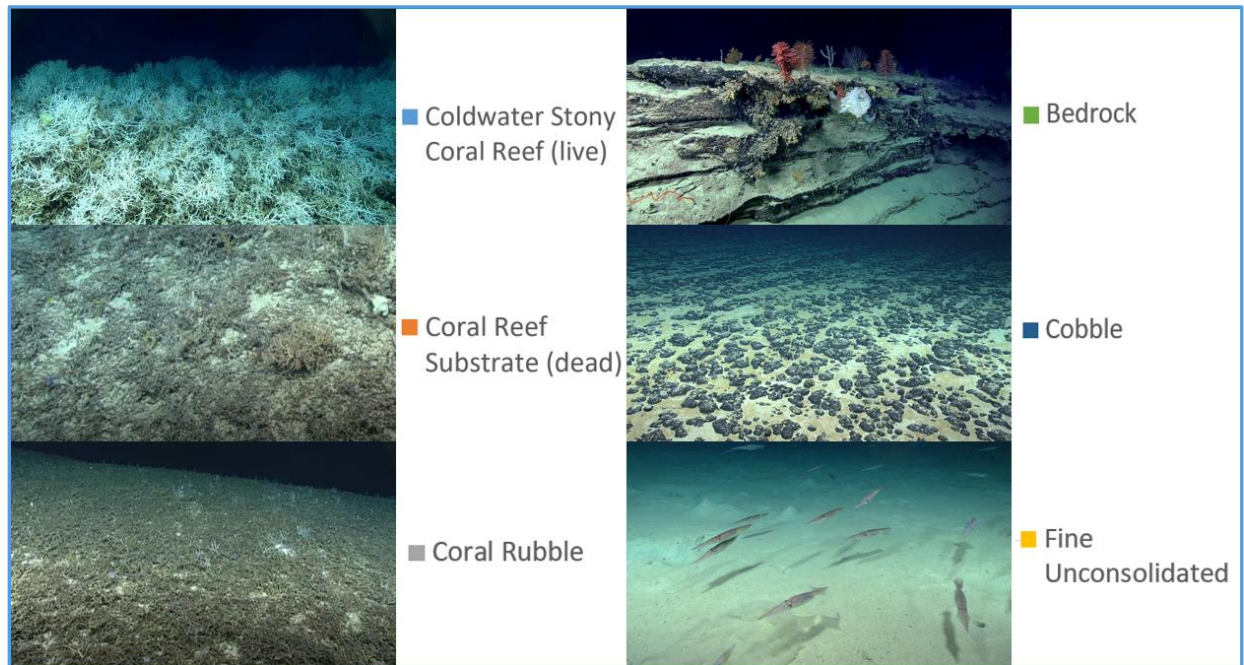 Coldwater Stony
Coral Reef (live)
Coral Reef
Substrate (dead)
Coral Rubble
Bedrock
Cobble
Fine
Unconsolidated